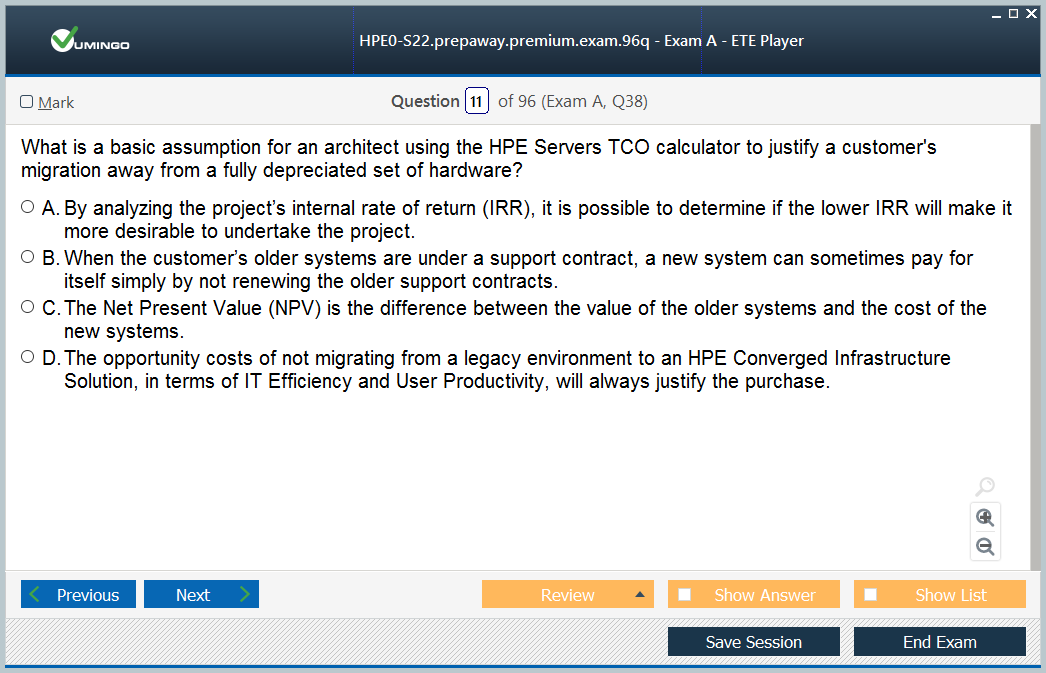 VUMINGO
HPE0-S22.prepaway.premium.exam.96q - Exam A - ETE Player
Mark
Question 11 of 96 (Exam A, Q38)
What is a basic assumption for an architect using the HPE Servers TCO calculator to justify a customer's
migration away from a fully depreciated set of hardware?
A. By analyzing the project’s internal rate of return (IRR), it is possible to determine if the lower IRR will make it
more desirable to undertake the project.
B. When the customer’s older systems are under a support contract, a new system can sometimes pay for
itself simply by not renewing the older support contracts.
C. The Net Present Value (NPV) is the difference between the value of the older systems and the cost of the
new systems.
D. The opportunity costs of not migrating from a legacy environment to an HPE Converged Infrastructure
Solution, in terms of IT Efficiency and User Productivity, will always justify the purchase.
Previous
Next
Review
Show Answer
Show List
Save Session
End Exam